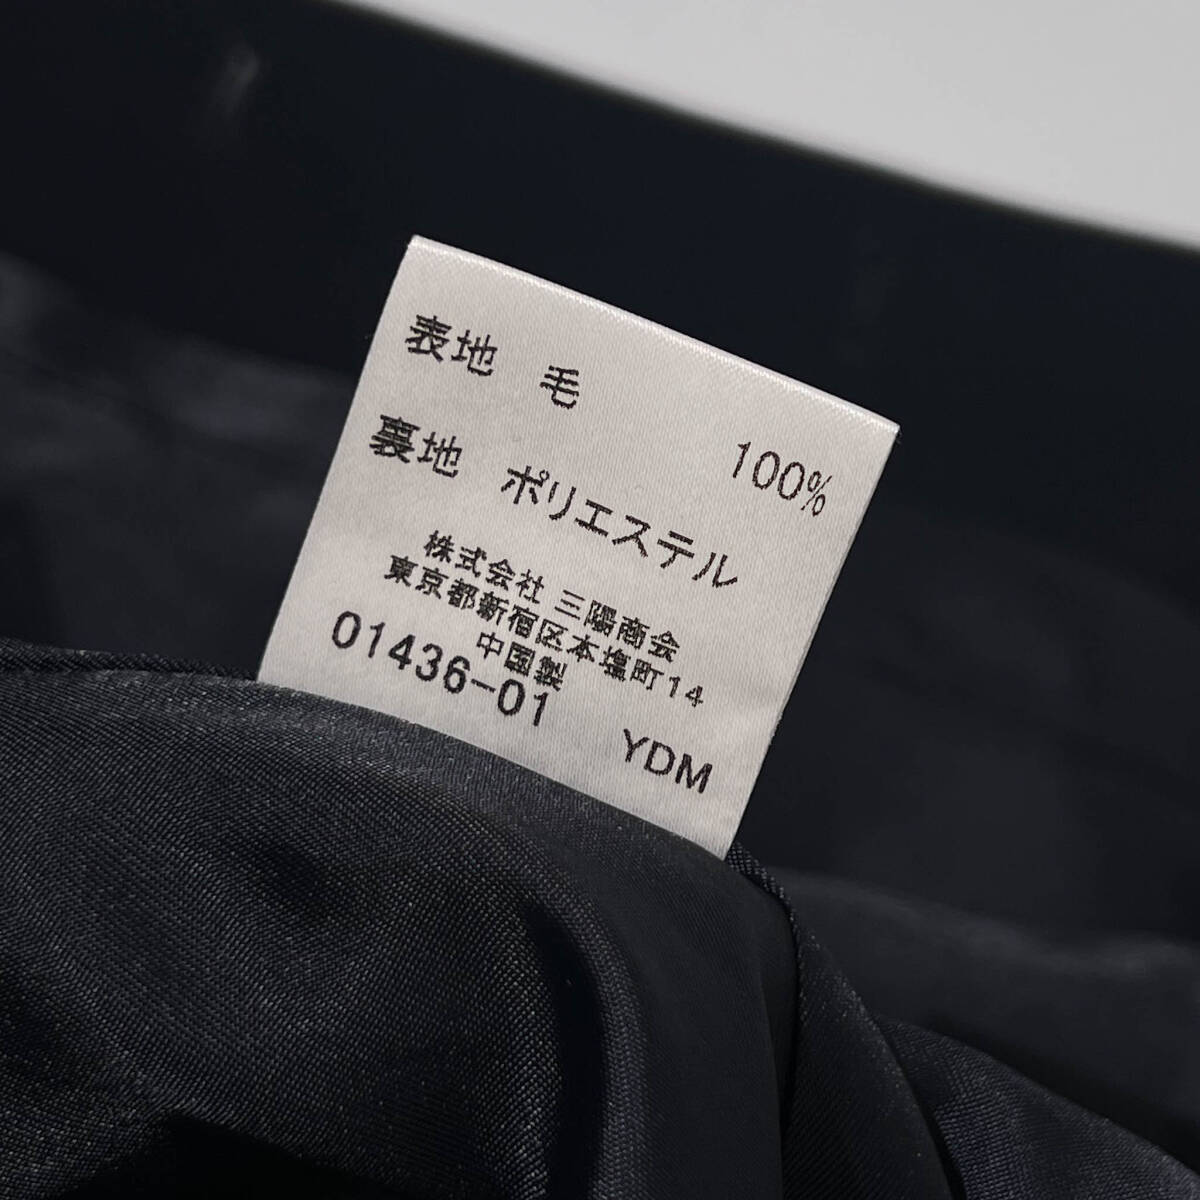 表地 毛 100%
裏地 ポリエステル
株式会社 三陽商会
東京都新宿区本塩町14
中国製
01436-01 YDM